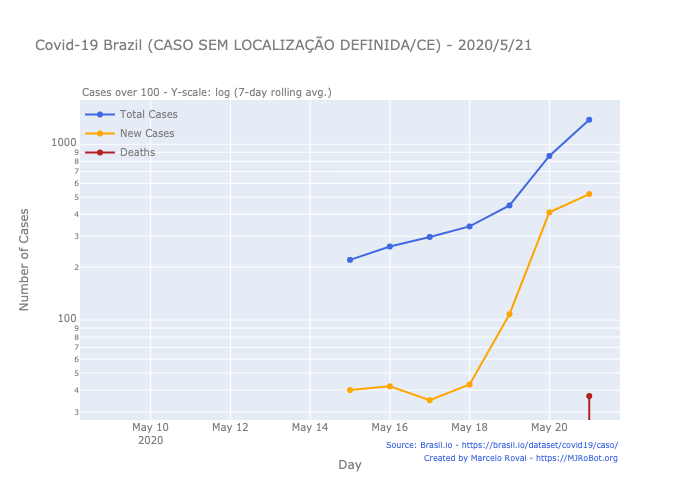 Covid-19 Brazil (CASO SEM LOCALIZAÇÃO DEFINIDA/CE) - 2020/5/21
Cases over 100 - Y-scale: log (7-day rolling avg.)
Total Cases
New Cases
Deaths
1000
9
8
7
6
5
4
3
2
100
9
8
7
6
5
4
3
Number of Cases
May 10
2020
May 12
May 14
May 16
May 18
May 20
Day
Source: Brasil.io - https://brasil.io/dataset/covid19/caso/
Created by Marcelo Rovai - https://MJRoBot.org